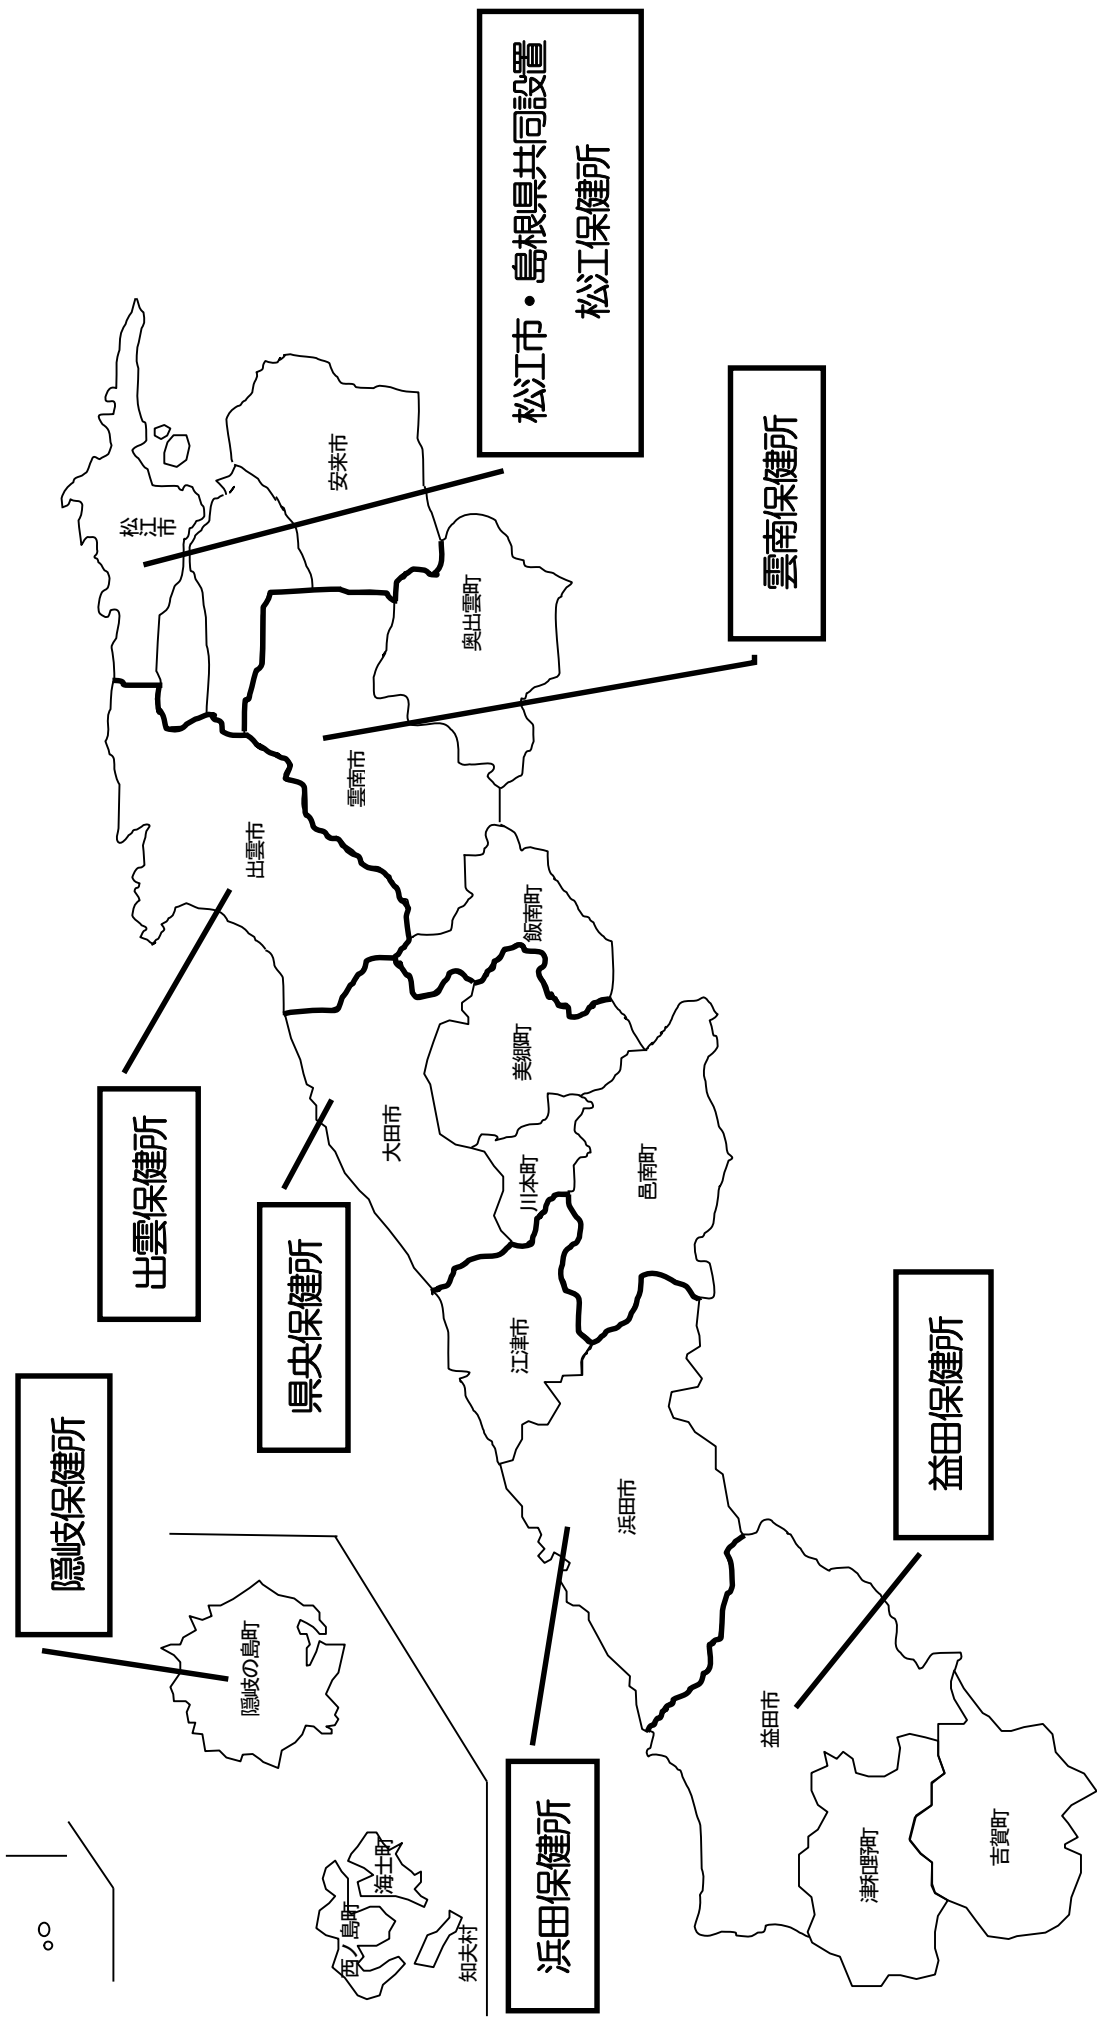 松江市・島根県共同設置
松江保健所
雲南保健所
出雲保健所
県央保健所
隠岐保健所
益田保健所
浜田保健所
松江市
安来市
奥出雲町
雲南市
出雲市
飯南町
美郷町
大田市
川本町
邑南町
江津市
浜田市
益田市
津和野町
吉賀町
隠岐の島町
海士町
西ノ島町
知夫村